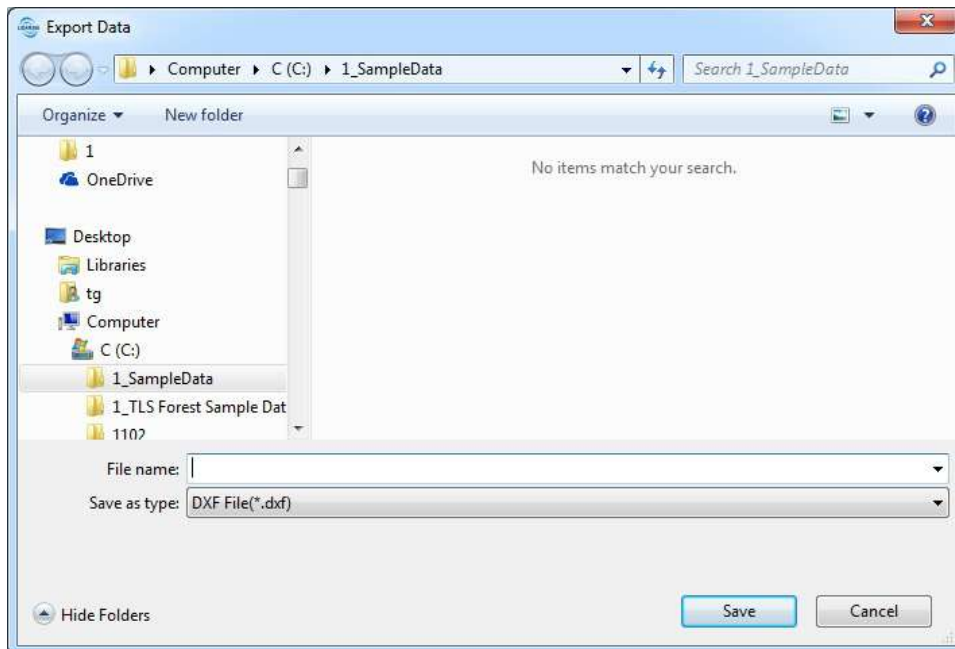 Export Data
Computer C (C:) 1_SampleData Search 1_SampleData
Organize New folder
1
OneDrive
Desktop
Libraries
tg
Computer
C (C:)
1_SampleData
1_TLS Forest Sample Dat
1102
No items match your search.
File name:
Save as type: DXF File(*.dxf)
Hide Folders Save Cancel